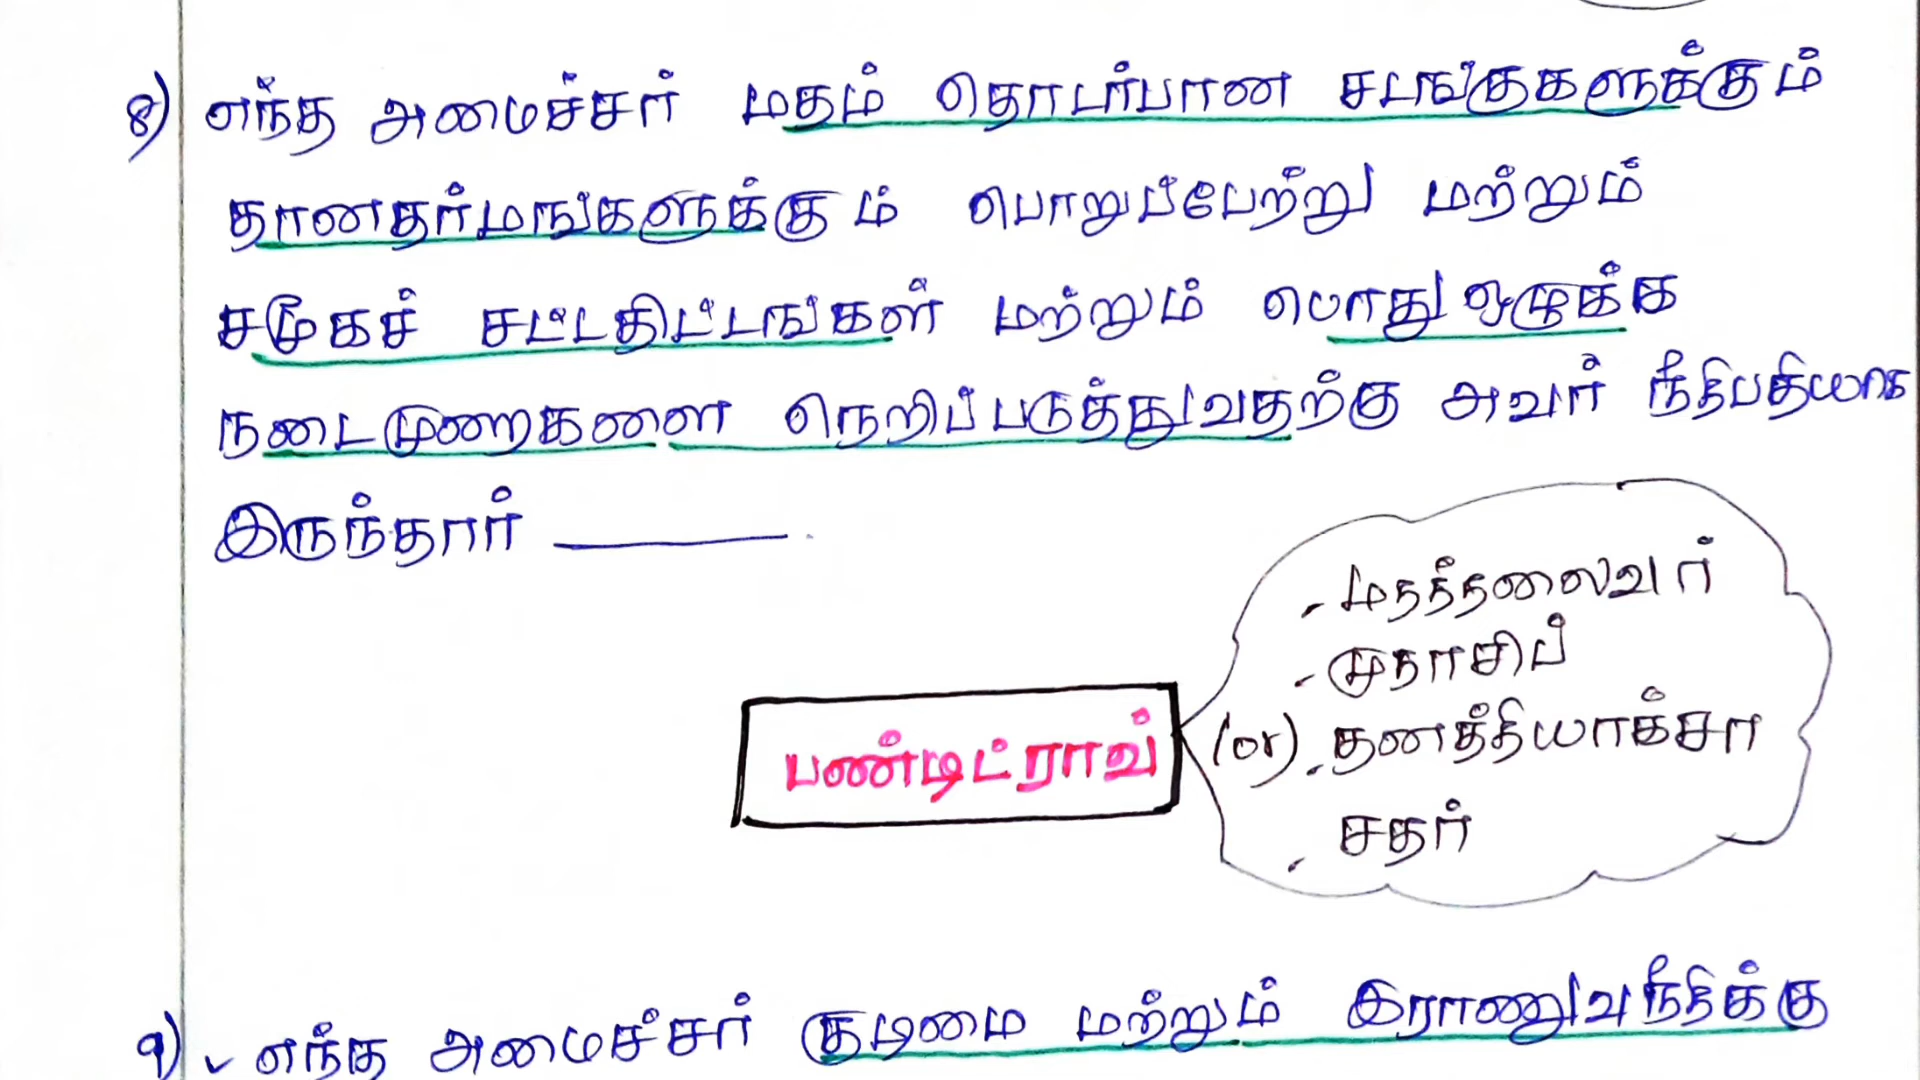 8) எந்த அமைச்சர் மதம் தொடர்பான சடங்குகளுக்கும்
தானதர்மங்களுக்கும் பொறுப்பேற்று மற்றும்
சமூகச் சட்டதிட்டங்கள் மற்றும் பொது ஒழுக்க
நடைமுறைகளை நெறிப்படுத்துவதற்கு அவர் நீதிபதியாக
இருந்தார் ______.
. மதத்தலைவர்
. முதாசிப்
பண்டிட்ராவ் (or) . தனத்தியாக்சா
. சதர்
9) ✓ எந்த அமைச்சர் குடிமை மற்றும் இராணுவநீதிக்கு